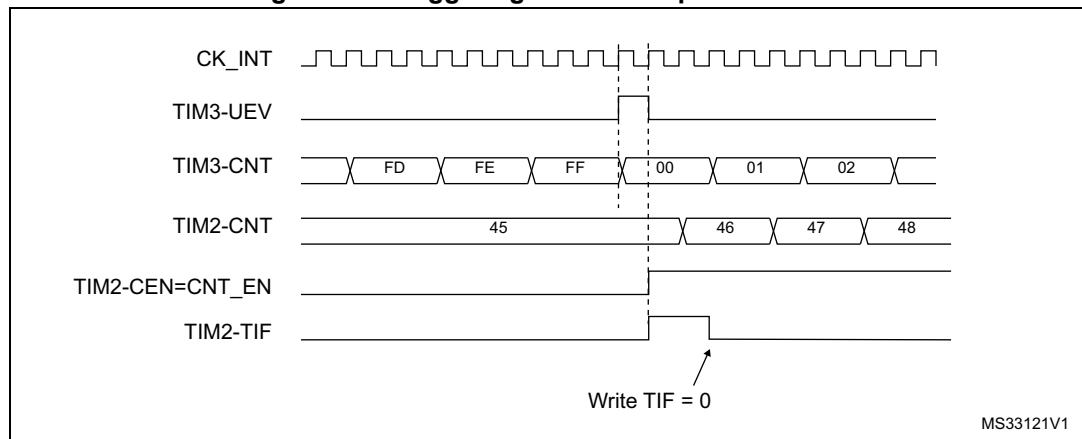 CK_INT
TIM3-UEV
TIM3-CNT FD FE FF 00 01 02
TIM2-CNT 45 46 47 48
TIM2-CEN=CNT_EN
TIM2-TIF
Write TIF = 0
MS33121V1